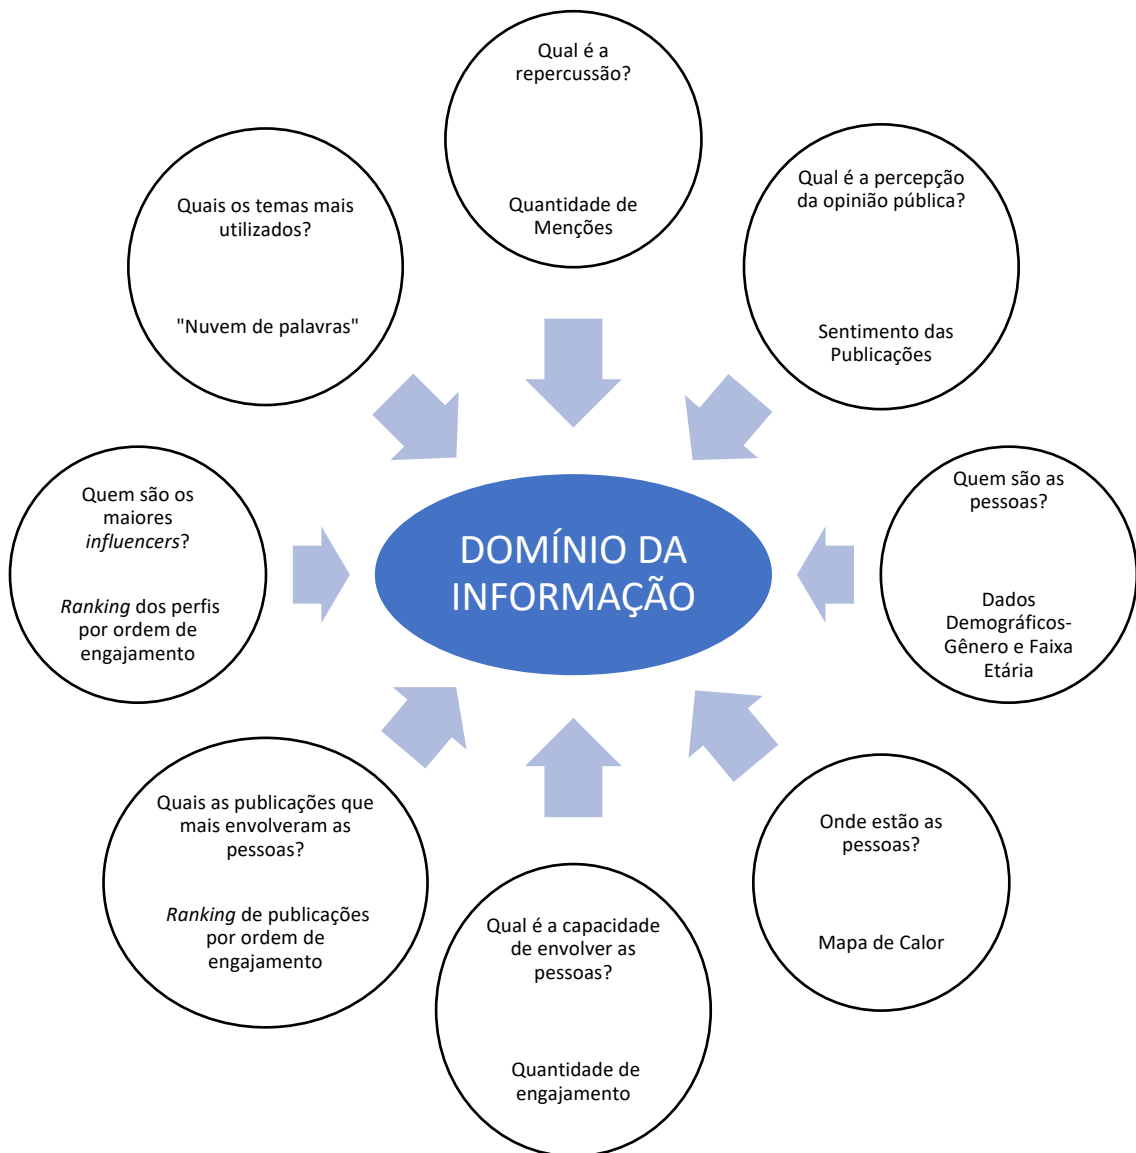 Qual é a
repercussão?
Quantidade de
Menções
Qual é a percepção
da opinião pública?
Sentimento das
Publicações
Quem são as
pessoas?
Dados
Demográficos-
Gênero e Faixa
Etária
Onde estão as
pessoas?
Mapa de Calor
Qual é a capacidade
de envolver as
pessoas?
Quantidade de
engajamento
Quais as publicações que
mais envolveram as
pessoas?
Ranking de publicações
por ordem de
engajamento
Quem são os
maiores
influencers?
Ranking dos perfis
por ordem de
engajamento
Quais os temas mais
utilizados?
"Nuvem de palavras"
DOMÍNIO DA
INFORMAÇÃO